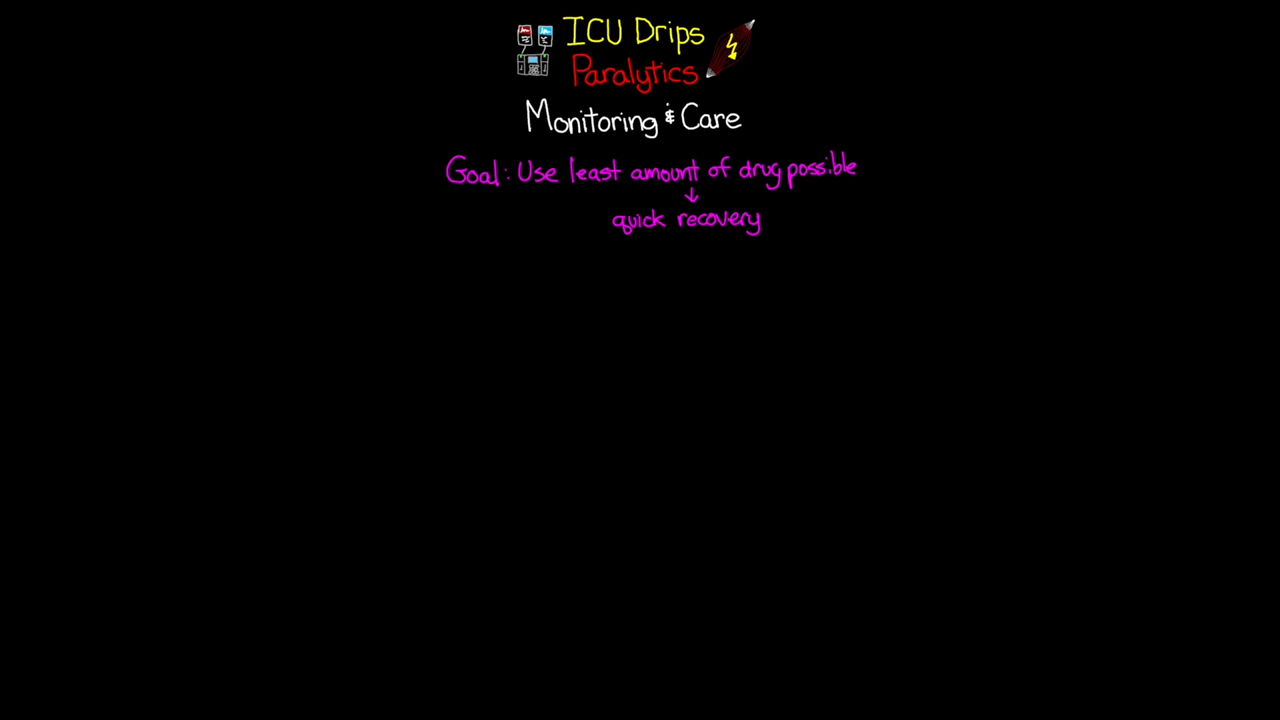 ICU Drips
Paralytics
Monitoring & Care
Goal: Use least amount of drug possible
↓
quick recovery